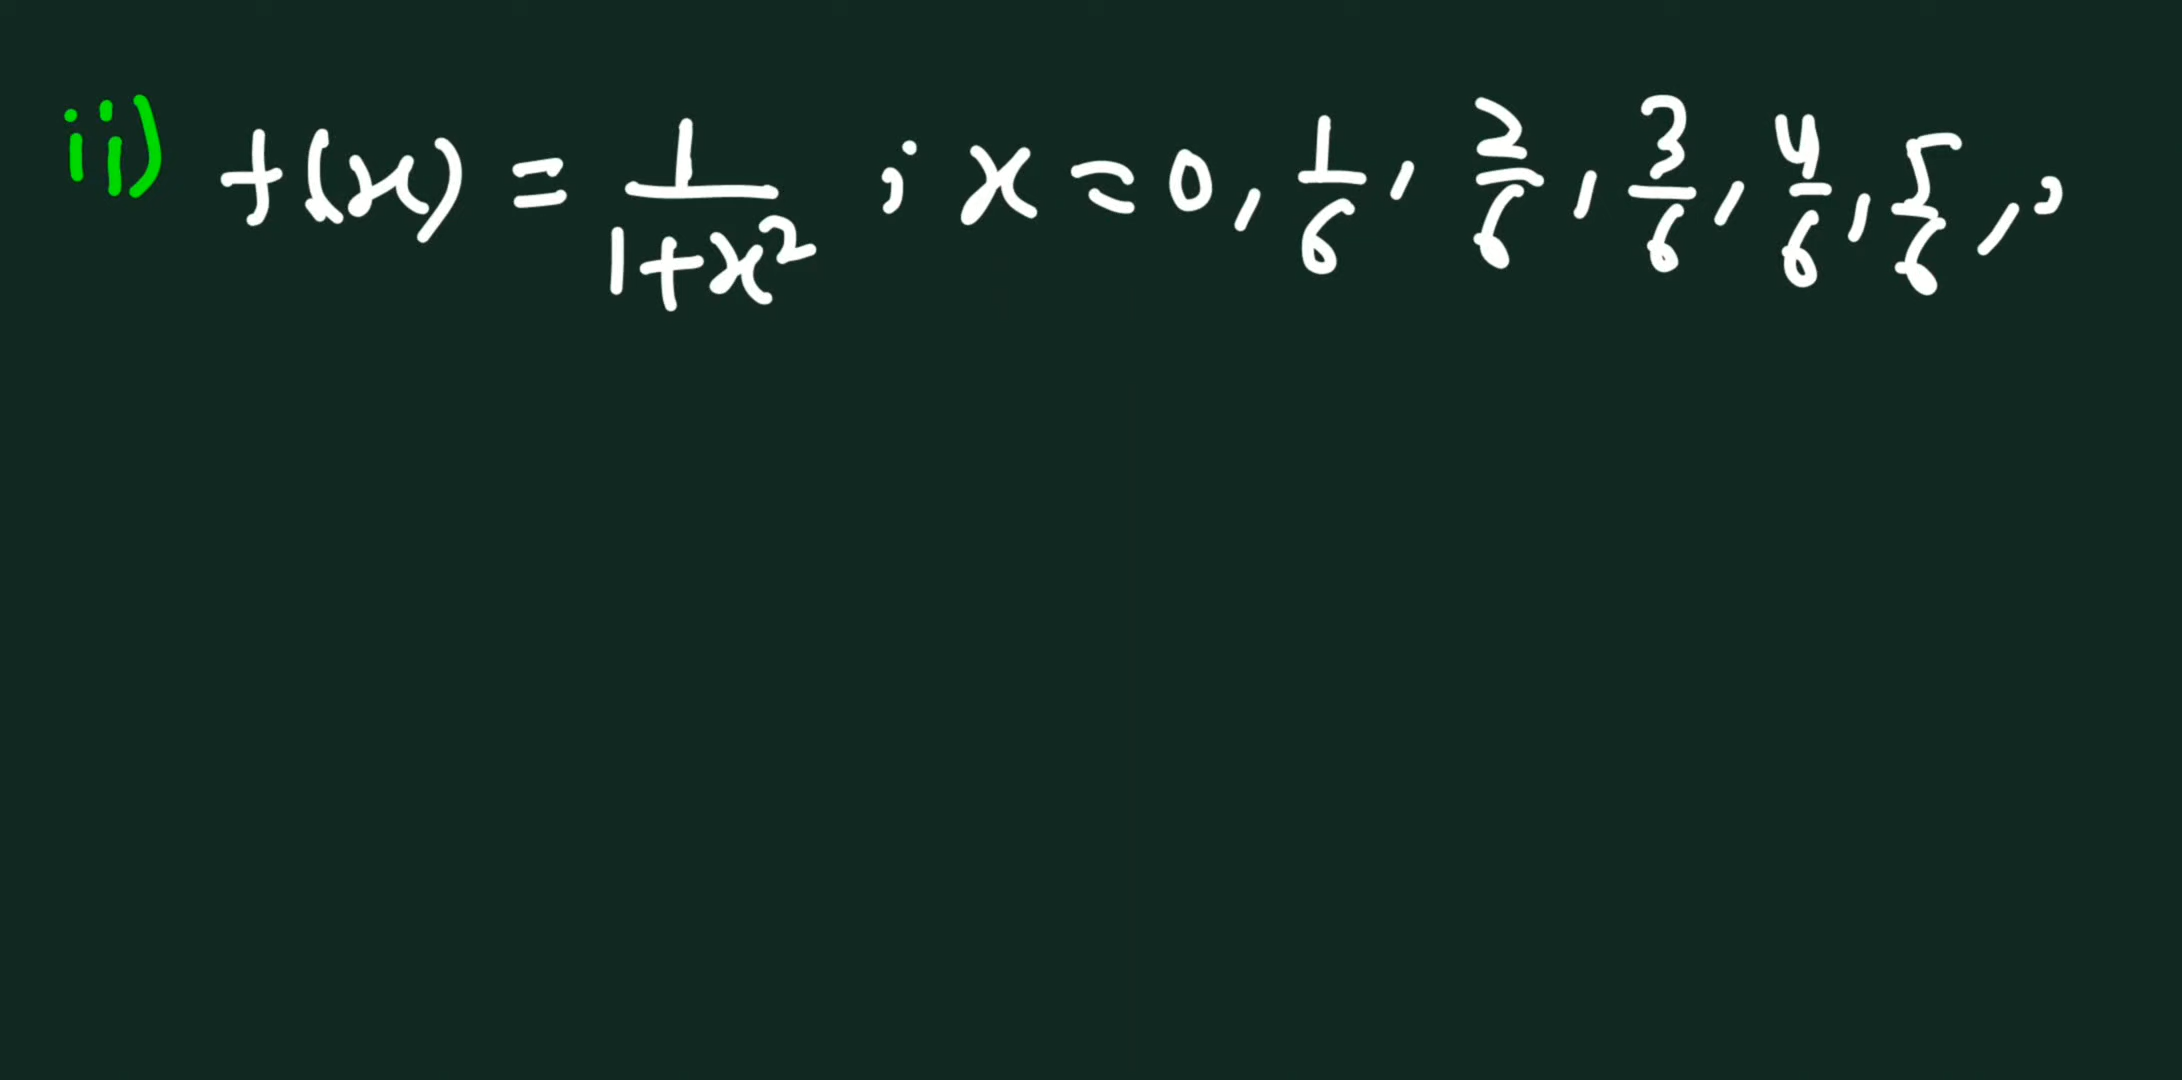 ii) f(x) = 1/(1+x²) ; x = 0, 1/6, 2/6, 3/6, 4/6, 5/6, ,